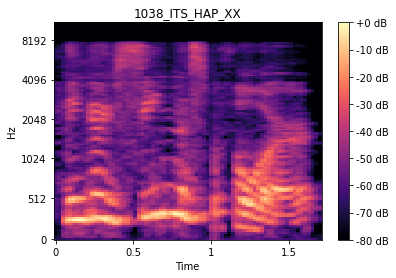 1038_ITS_HAP_XX
8192
4096
2048
1024
512
0
Hz
0
0.5
1
1.5
Time
+0 dB
-10 dB
-20 dB
-30 dB
-40 dB
-50 dB
-60 dB
-70 dB
-80 dB